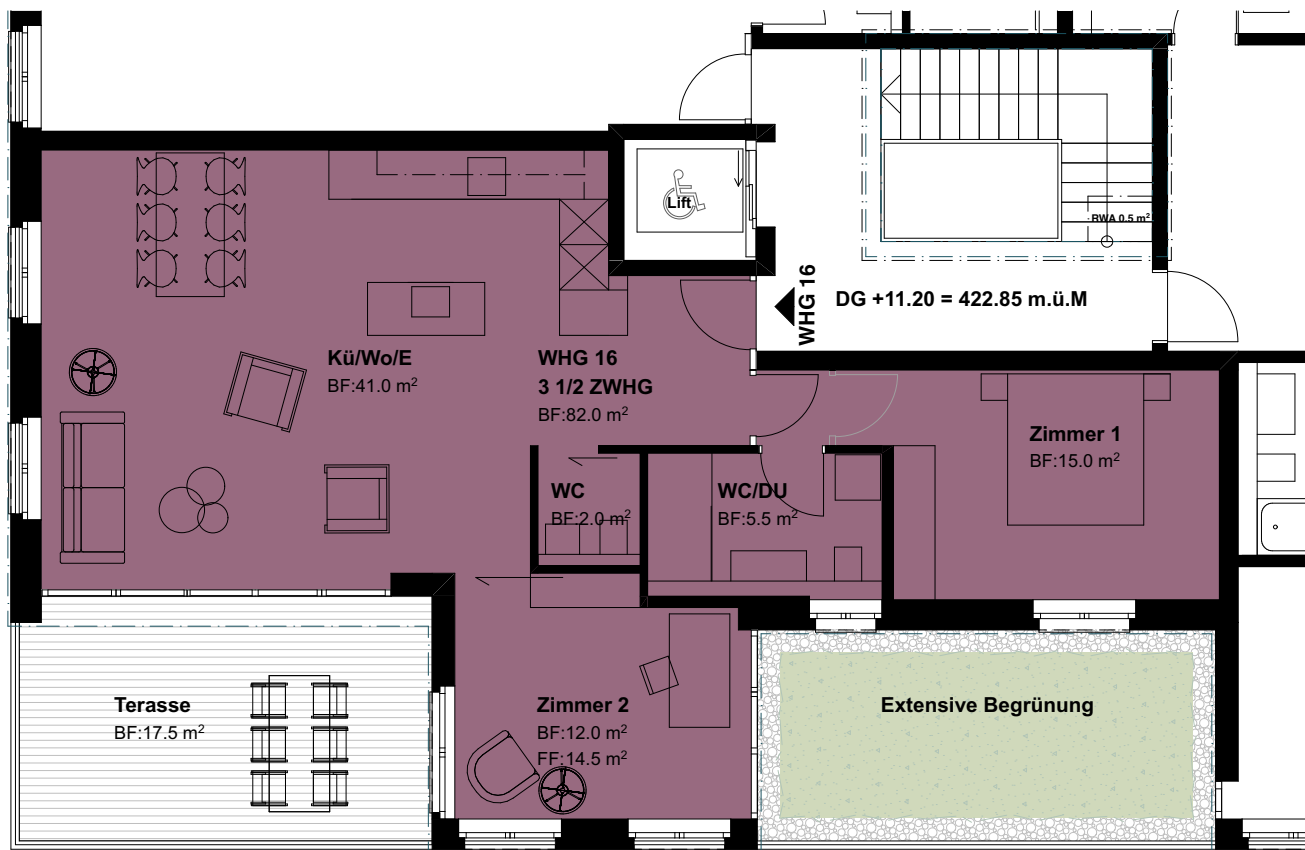 Lift
RWA 0.5 m²
WHG 16
DG +11.20 = 422.85 m.ü.M
Kü/Wo/E
BF:41.0 m²
WHG 16
3 1/2 ZWHG
BF:82.0 m²
Zimmer 1
BF:15.0 m²
WC
BF:2.0 m²
WC/DU
BF:5.5 m²
Terasse
BF:17.5 m²
Zimmer 2
BF:12.0 m²
FF:14.5 m²
Extensive Begrünung